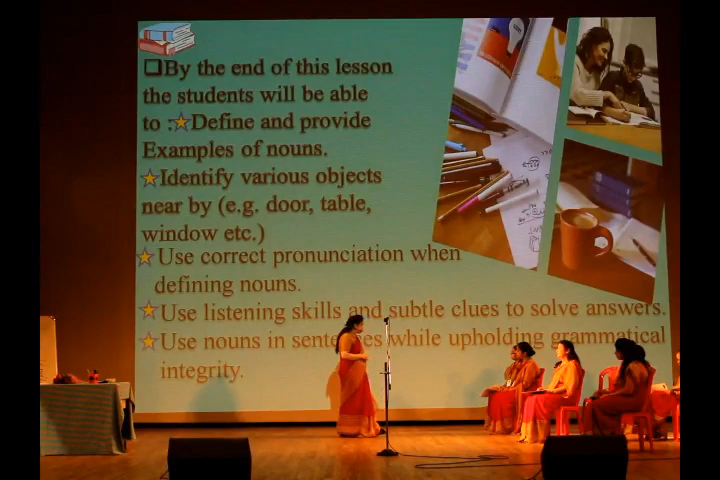 ❑By the end of this lesson
the students will be able
to :⭐Define and provide
Examples of nouns.
⭐Identify various objects
near by (e.g. door, table,
window etc.)
⭐Use correct pronunciation when
defining nouns.
⭐Use listening skills and subtle clues to solve answers.
⭐Use nouns in sentences while upholding grammatical
integrity.